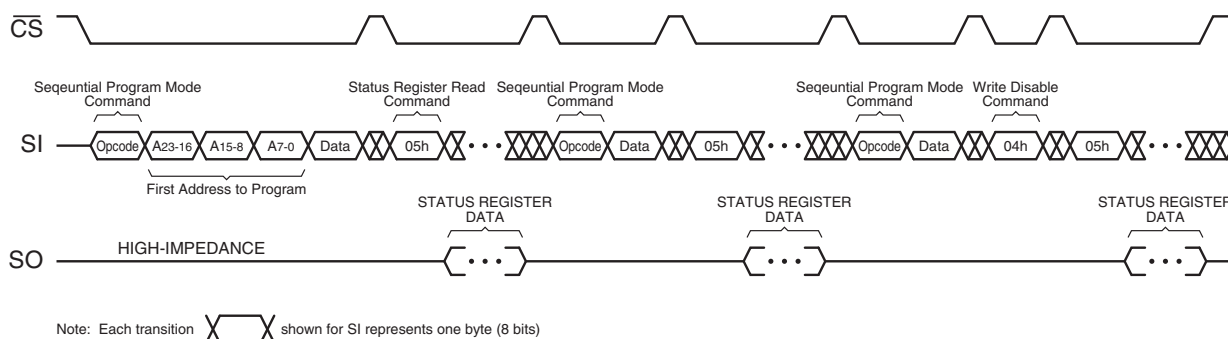 CS
Seqeuntial Program Mode
Command
Status Register Read
Command
Seqeuntial Program Mode
Command
Seqeuntial Program Mode
Command
Write Disable
Command
SI
Opcode
A23-16
A15-8
A7-0
Data
05h
Opcode
Data
05h
Opcode
Data
04h
05h
First Address to Program
STATUS REGISTER
DATA
STATUS REGISTER
DATA
STATUS REGISTER
DATA
SO
HIGH-IMPEDANCE
Note: Each transition shown for SI represents one byte (8 bits)